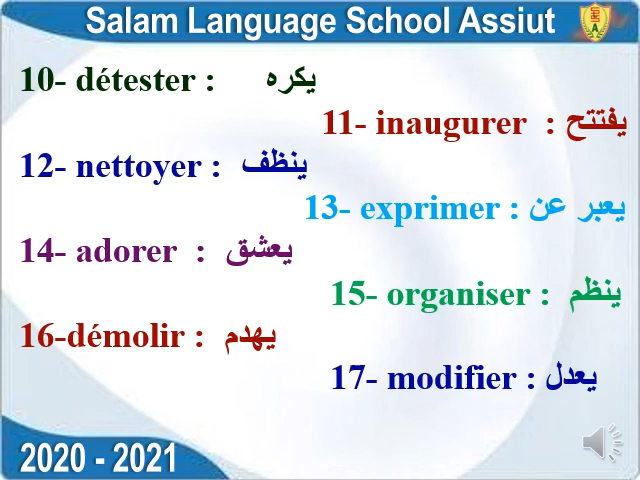 Salam Language School Assiut
10- détester : يكره
11- inaugurer : يفتتح
12- nettoyer : ينظف
13- exprimer : يعبر عن
14- adorer : يعشق
15- organiser : ينظم
16-démolir : يهدم
17- modifier : يعدل
2020 - 2021